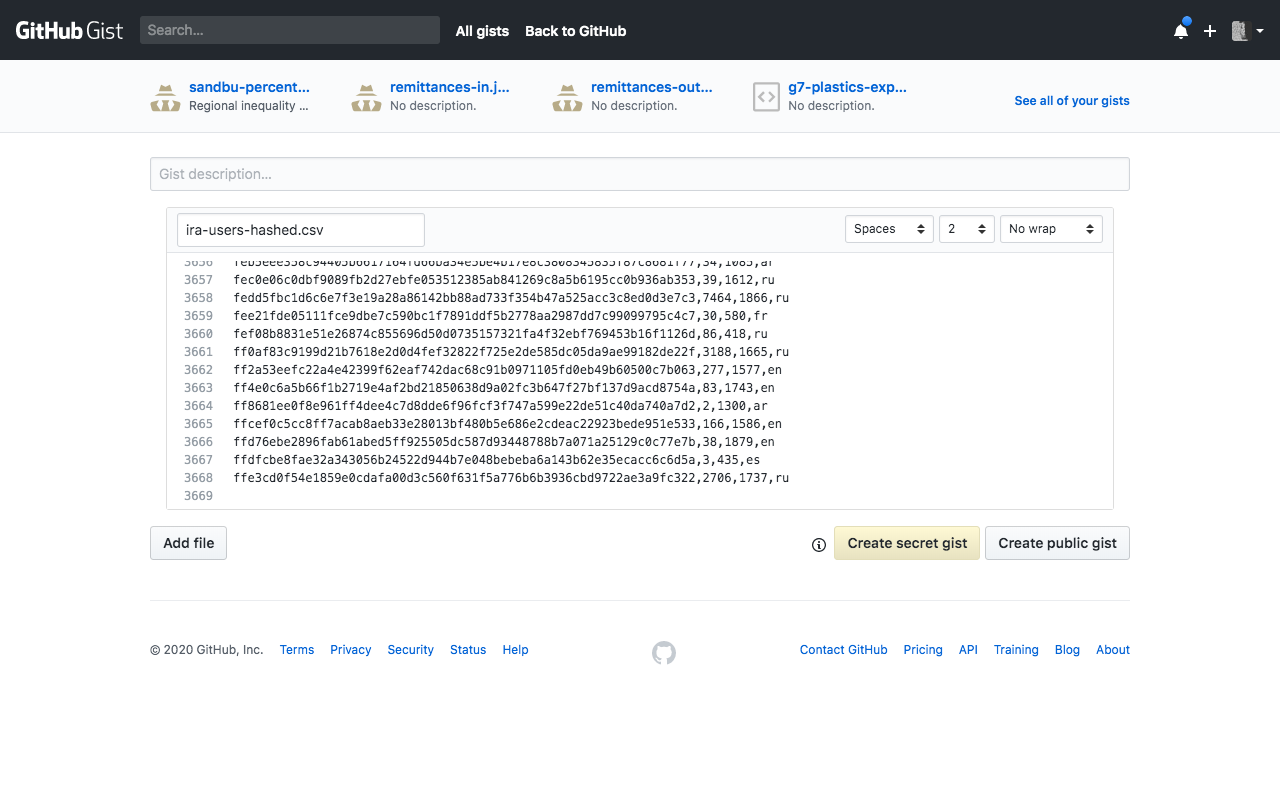 GitHub Gist Search... All gists Back to GitHub
sandbu-percent... remittances-in.j... remittances-out... g7-plastics-exp...
Regional inequality ... No description. No description. No description.
See all of your gists
Gist description...
ira-users-hashed.csv Spaces 2 No wrap
3656
3657 fec0e06c0dbf9089fb2d27ebfe053512385ab841269c8a5b6195cc0b936ab353,39,1612,ru
3658 fedd5fbc1d6c6e7f3e19a28a86142bb88ad733f354b47a525acc3c8ed0d3e7c3,7464,1866,ru
3659 fee21fde05111fce9dbe7c590bc1f7891ddf5b2778aa2987dd7c99099795c4c7,30,580,fr
3660 fef08b8831e51e26874c855696d50d0735157321fa4f32ebf769453b16f1126d,86,418,ru
3661 ff0af83c9199d21b7618e2d0d4fef32822f725e2de585dc05da9ae99182de22f,3188,1665,ru
3662 ff2a53eefc22a4e42399f62eaf742dac68c91b0971105fd0eb49b60500c7b063,277,1577,en
3663 ff4e0c6a5b66f1b2719e4af2bd21850638d9a02fc3b647f27bf137d9acd8754a,83,1743,en
3664 ff8681ee0f8e961ff4dee4c7d8dde6f96fcf3f747a599e22de51c40da740a7d2,2,1300,ar
3665 ffcef0c5cc8ff7acab8aeb33e28013bf480b5e686e2cdeac22923bede951e533,166,1586,en
3666 ffd76ebe2896fab61abed5ff925505dc587d93448788b7a071a25129c0c77e7b,38,1879,en
3667 ffdfcbe8fae32a343056b24522d944b7e048bebeba6a143b62e35ecacc6c6d5a,3,435,es
3668 ffe3cd0f54e1859e0cdafa00d3c560f631f5a776b6b3936cbd9722ae3a9fc322,2706,1737,ru
3669
Add file Create secret gist Create public gist
© 2020 GitHub, Inc. Terms Privacy Security Status Help Contact GitHub Pricing API Training Blog About